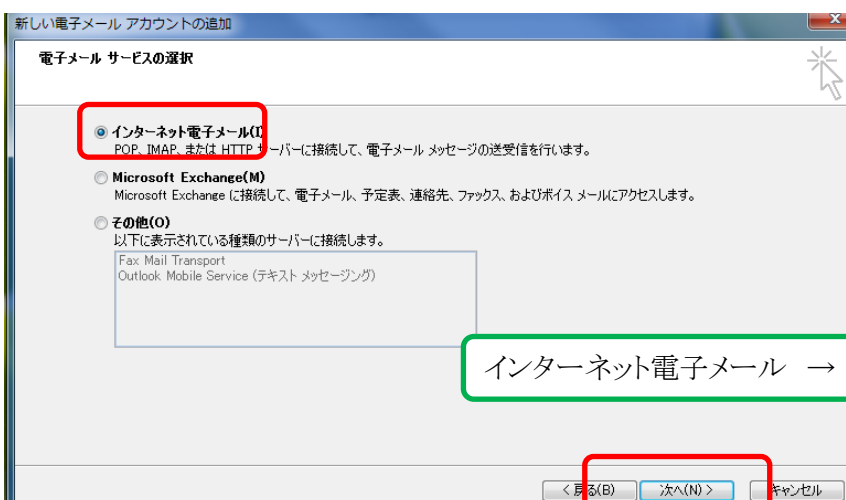 新しい電子メール アカウントの追加
電子メール サービスの選択
インターネット電子メール(I)
POP、IMAP、または HTTP サーバーに接続して、電子メール メッセージの送受信を行います。
Microsoft Exchange(M)
Microsoft Exchange に接続して、電子メール、予定表、連絡先、ファックス、およびボイス メールにアクセスします。
その他(O)
以下に表示されている種類のサーバーに接続します。
Fax Mail Transport
Outlook Mobile Service (テキスト メッセージング)
インターネット電子メール →
< 戻る(B) 次へ(N) > キャンセル